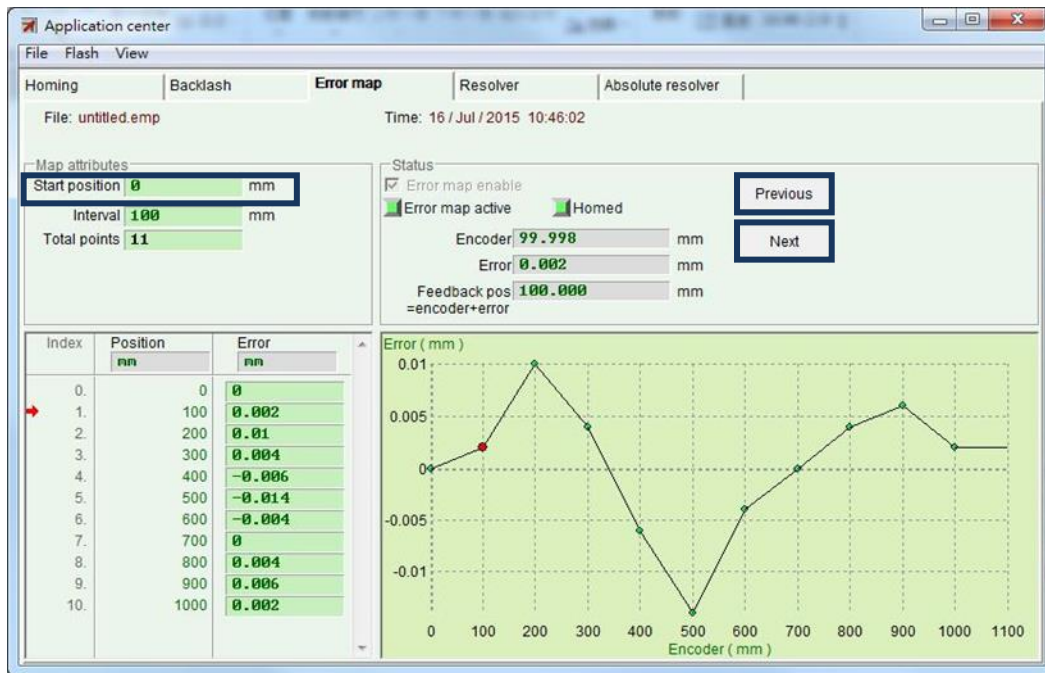 Application center
File Flash View
Homing Backlash Error map Resolver Absolute resolver
File: untitled.emp Time: 16 / Jul / 2015 10:46:02
Map attributes
Start position 0 mm
Interval 100 mm
Total points 11
Status
Error map enable
Error map active Homed
Encoder 99.998 mm
Error 0.002 mm
Feedback pos 100.000 mm
=encoder+error
Previous
Next
Index Position Error
mm mm
0. 0 0
1. 100 0.002
2. 200 0.01
3. 300 0.004
4. 400 -0.006
5. 500 -0.014
6. 600 -0.004
7. 700 0
8. 800 0.004
9. 900 0.006
10. 1000 0.002
Error ( mm )
0.01
0.005
0
-0.005
-0.01
0 100 200 300 400 500 600 700 800 900 1000 1100
Encoder ( mm )